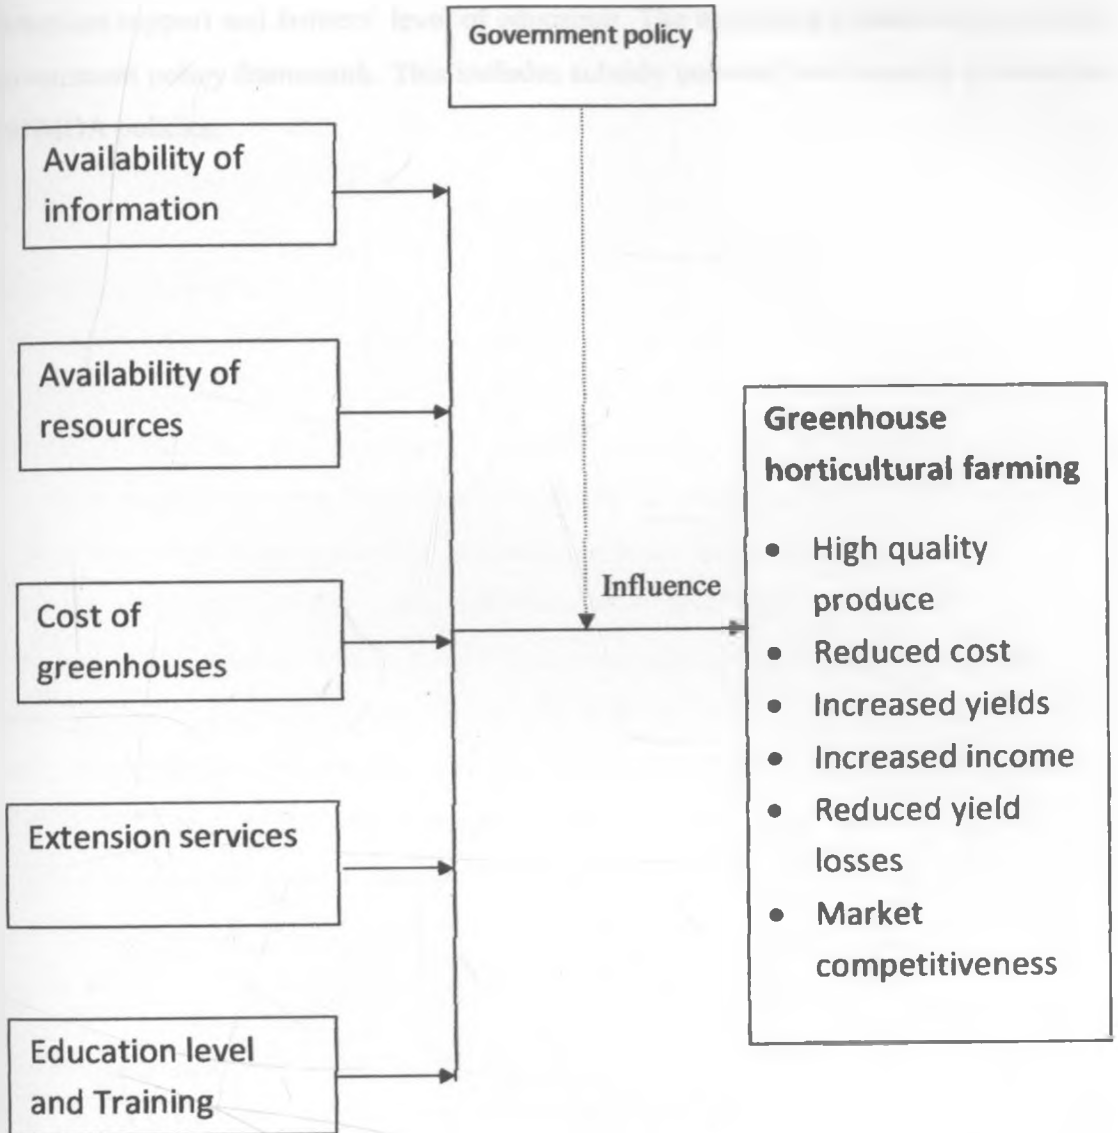 Government policy
Availability of
information
Availability of
resources
Cost of
greenhouses
Extension services
Education level
and Training
Influence
Greenhouse
horticultural farming
• High quality
produce
• Reduced cost
• Increased yields
• Increased income
• Reduced yield
losses
• Market
competitiveness